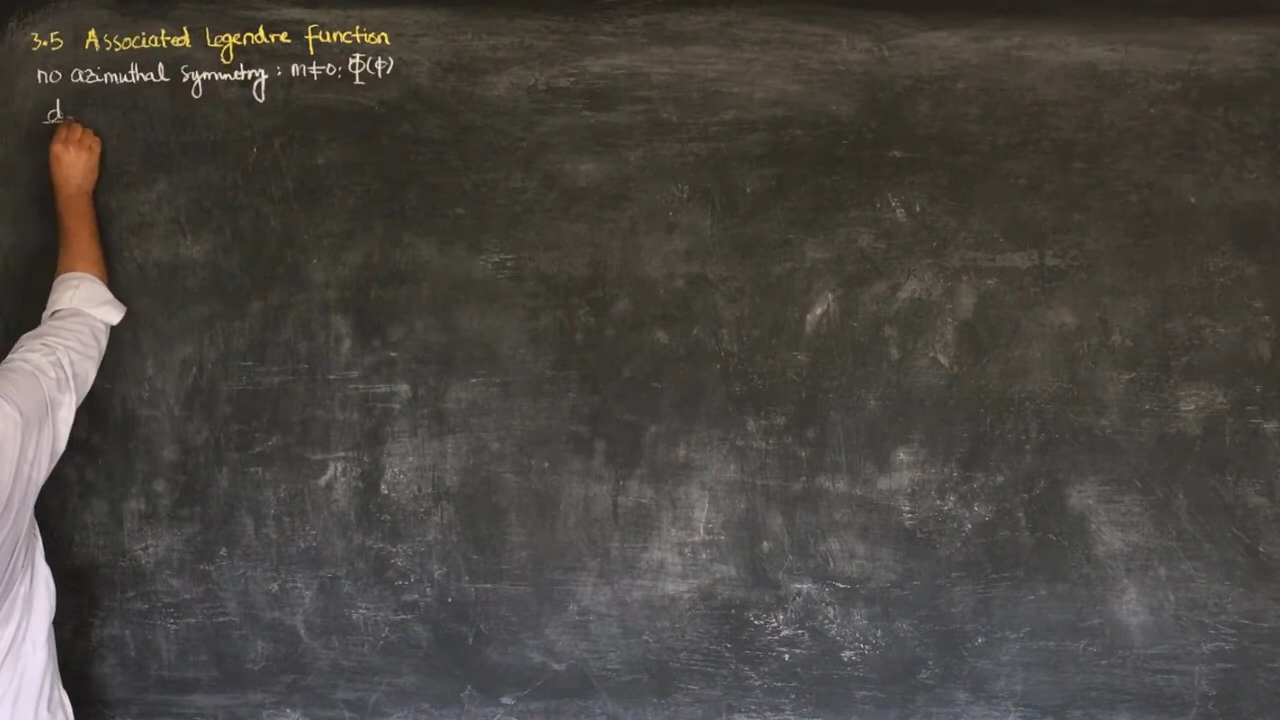 3.5 Associated Legendre function
no azimuthal symmetry : m≠0: Φ(φ)
d